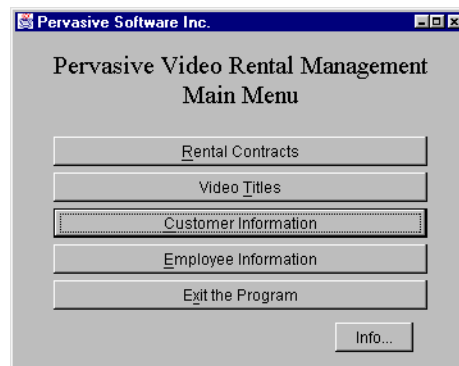 Pervasive Software Inc.
Pervasive Video Rental Management
Main Menu
Rental Contracts
Video Titles
Customer Information
Employee Information
Exit the Program
Info...